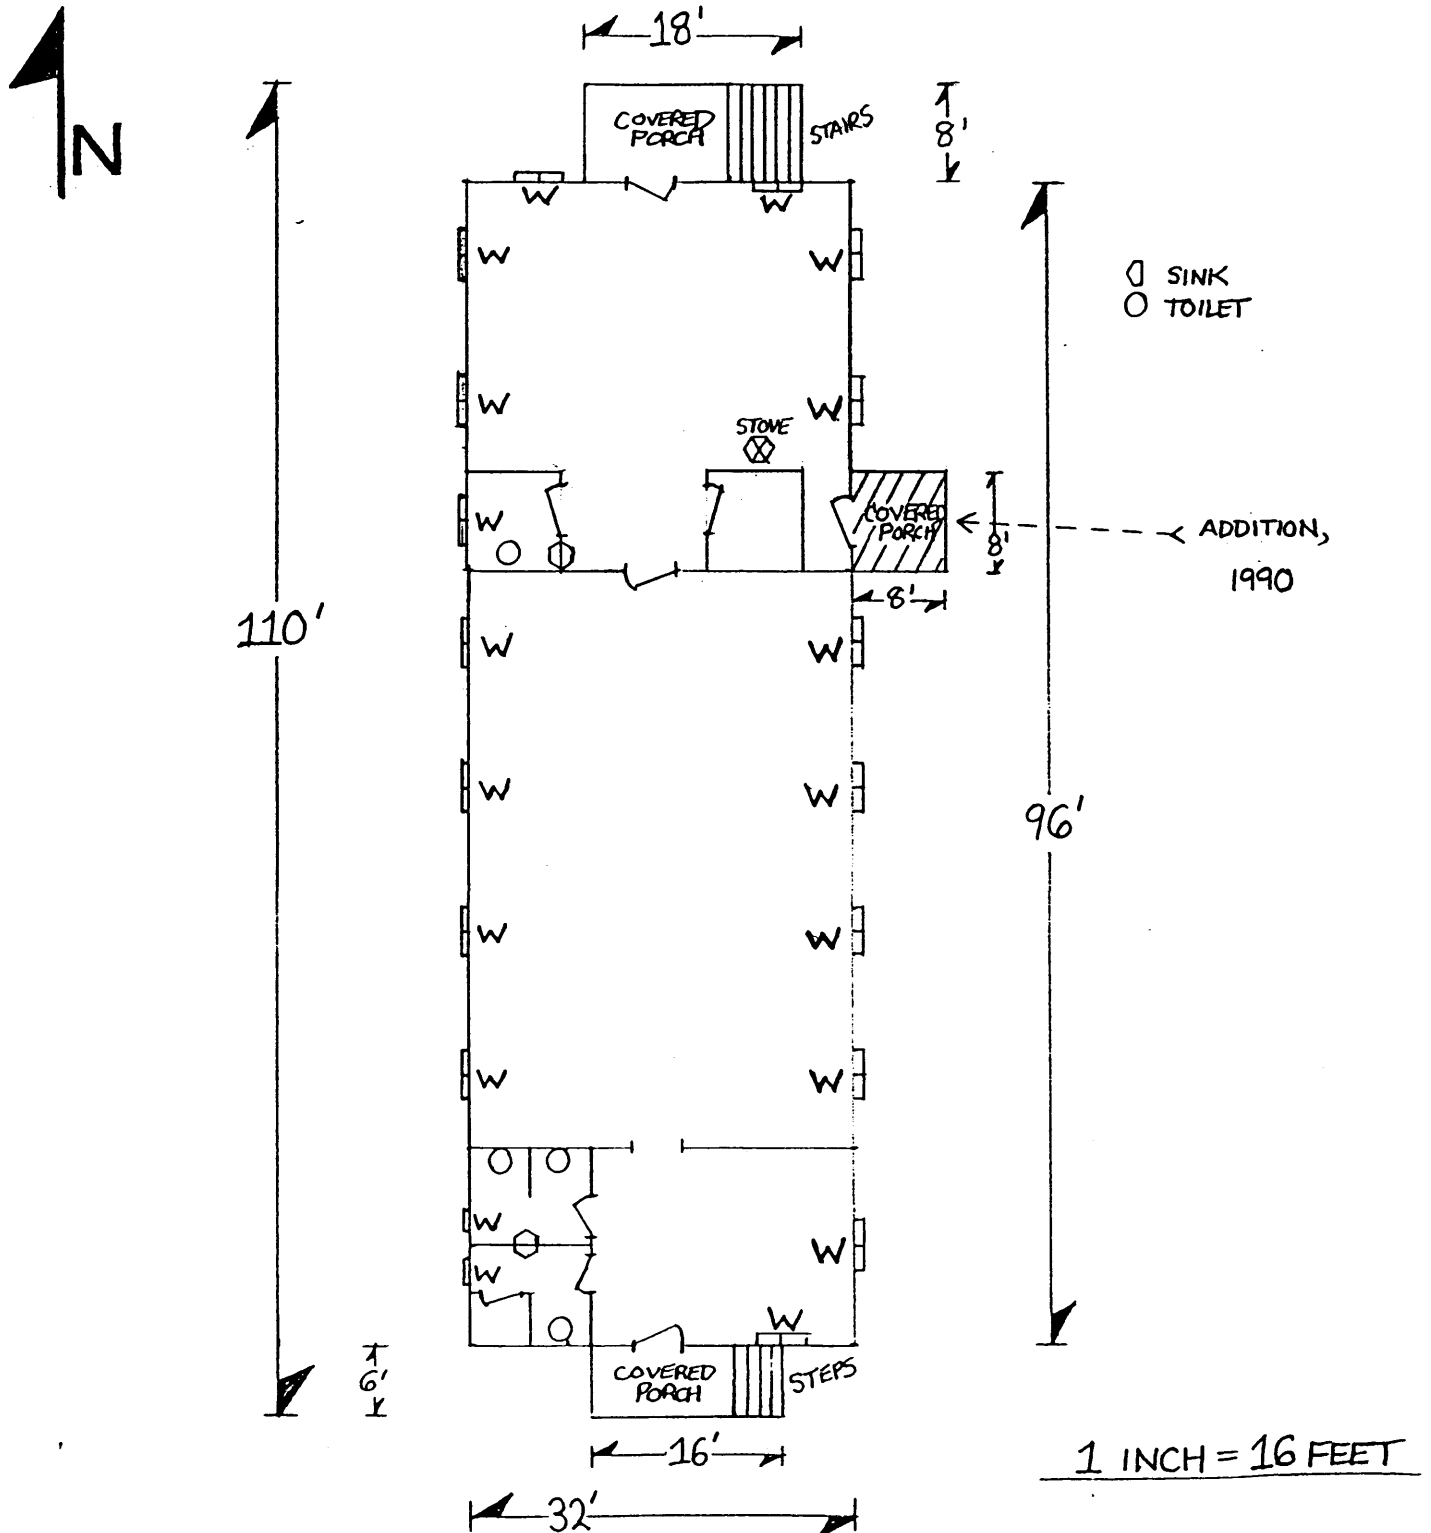 18'
N
COVERED
PORCH
STAIRS
8'
W
W
W
W
SINK
TOILET
W
W
STOVE
W
COVERED
PORCH
8'
ADDITION,
1990
8'
110'
W
W
W
W
96'
W
W
W
W
W
W
W
W
6'
COVERED
PORCH
STEPS
16'
1 INCH = 16 FEET
32'